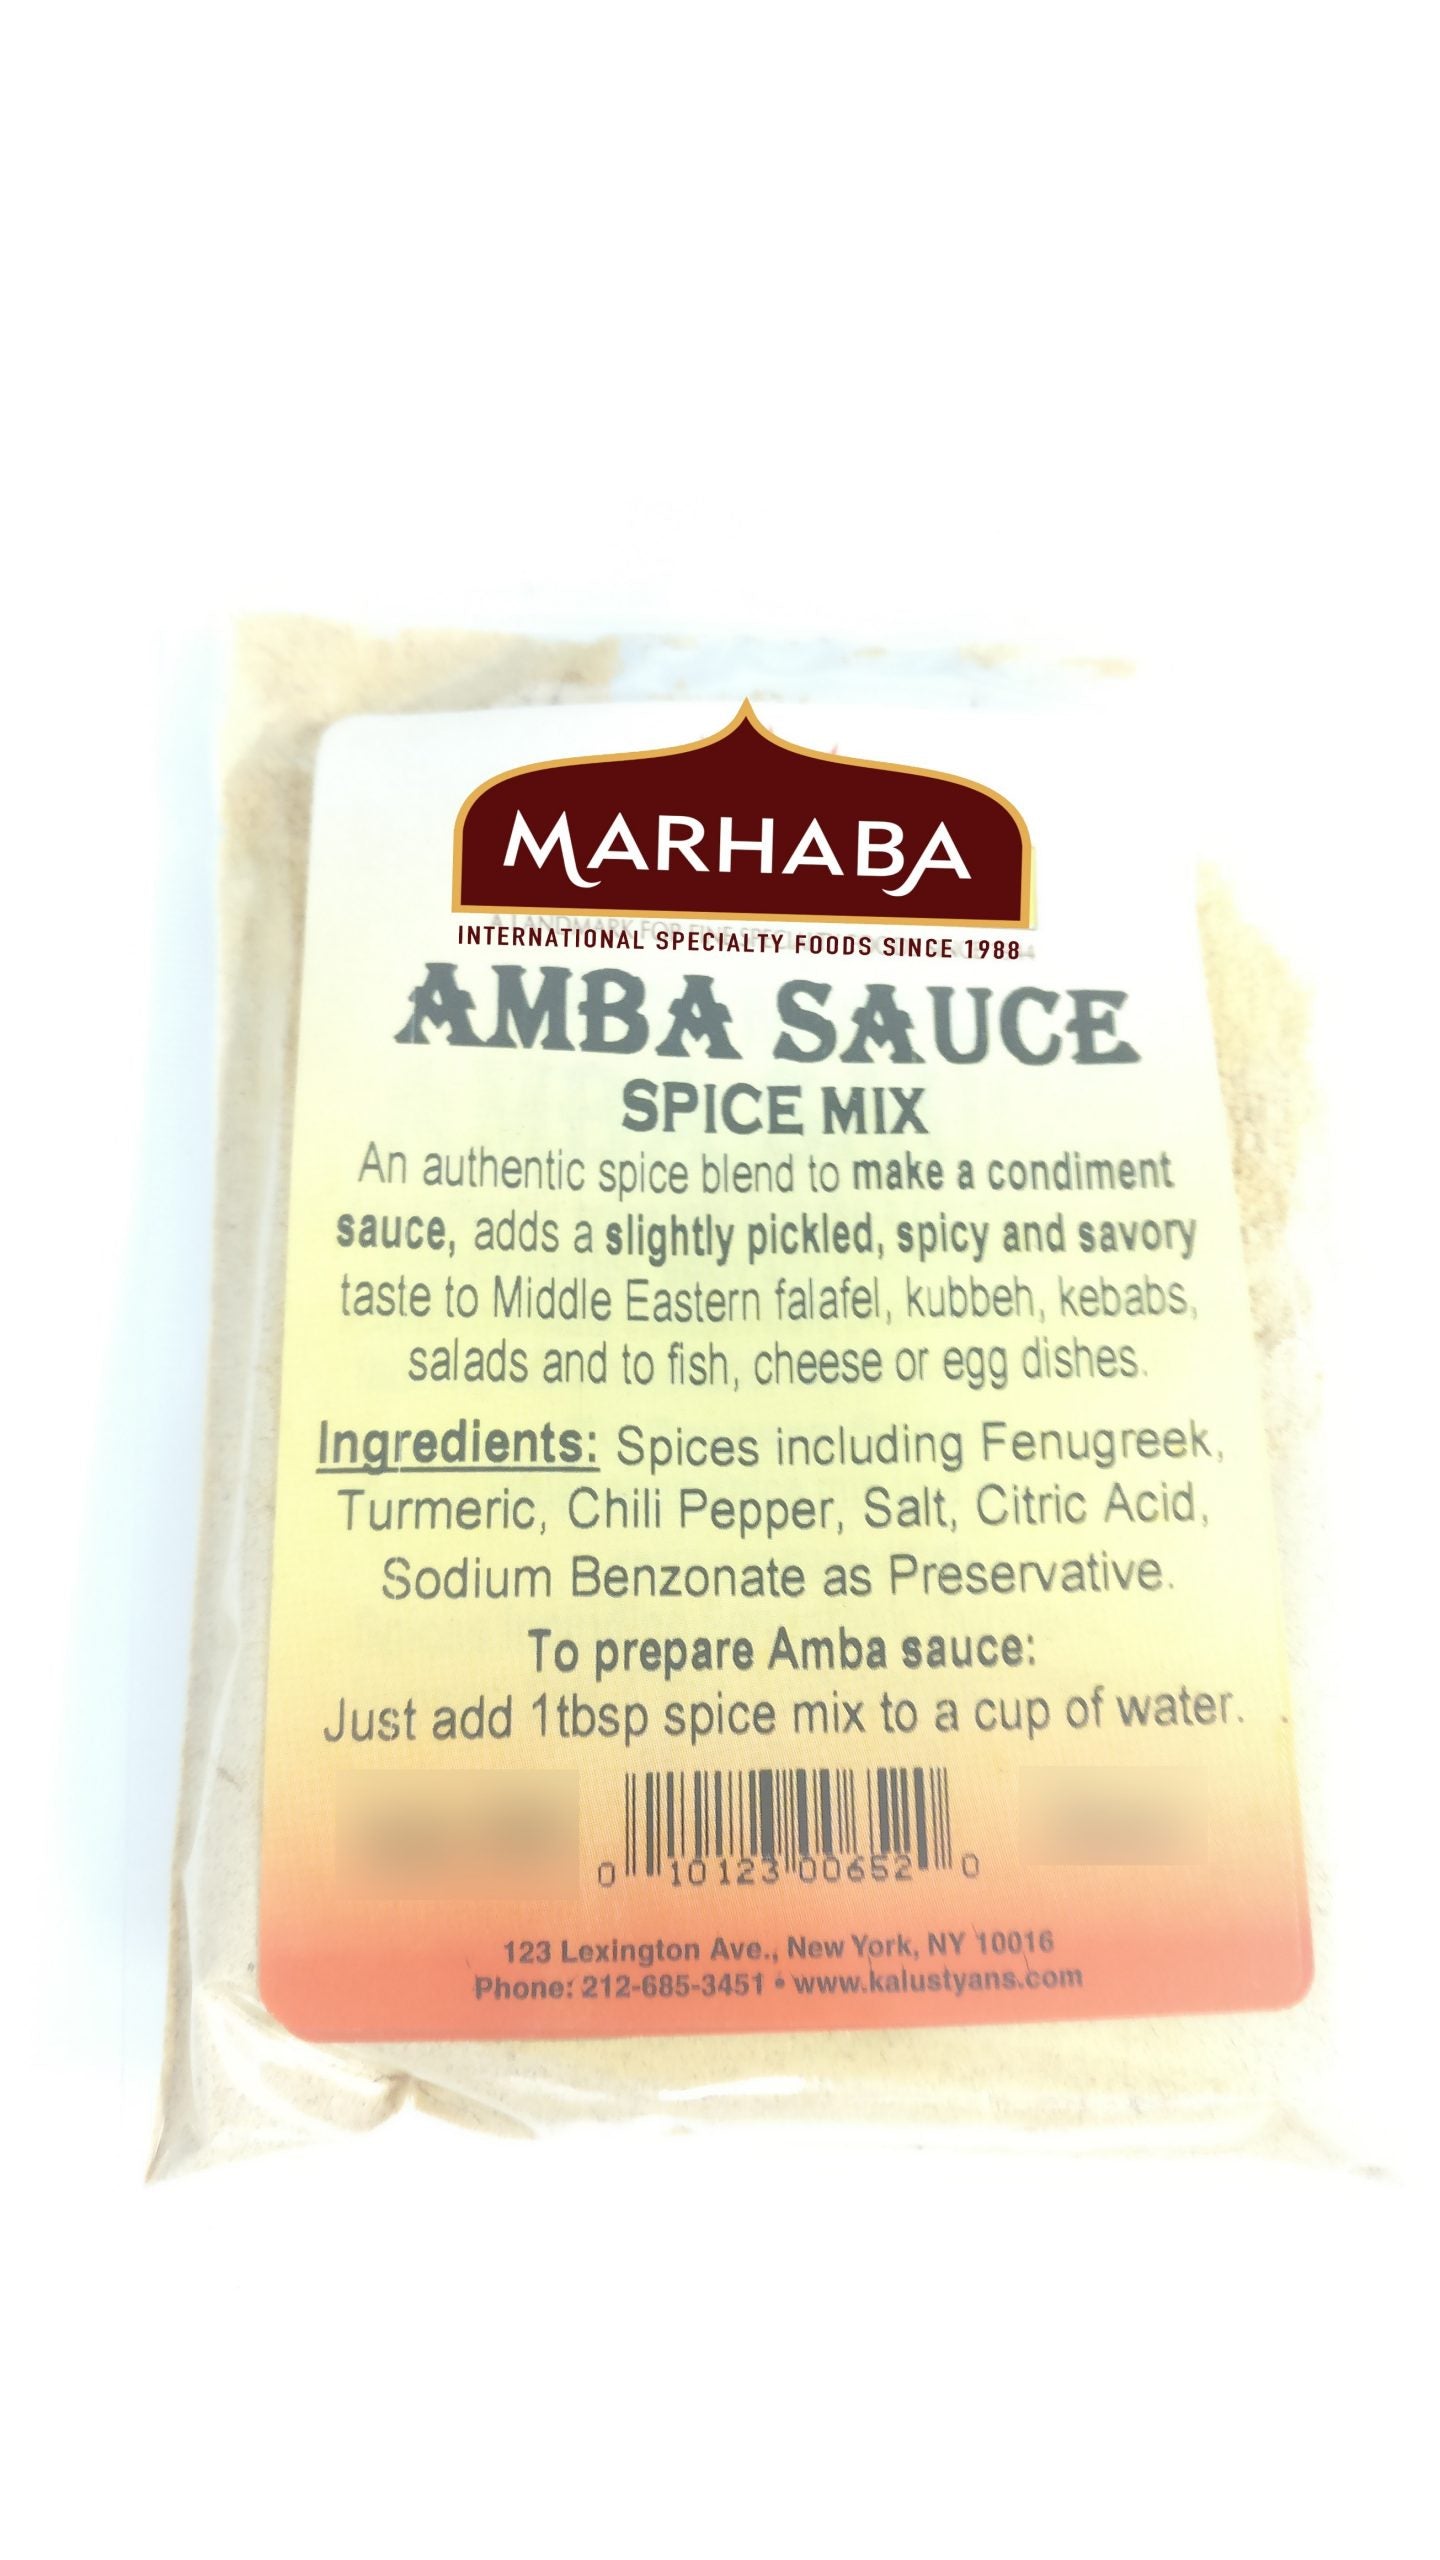 MARHABA
INTERNATIONAL SPECIALTY FOODS SINCE 1988
AMBA SAUCE
SPICE MIX
An authentic spice blend to make a condiment
sauce, adds a slightly pickled, spicy and savory
taste to Middle Eastern falafel, kubbeh, kebabs,
salads and to fish, cheese or egg dishes.
Ingredients: Spices including Fenugreek,
Turmeric, Chili Pepper, Salt, Citric Acid,
Sodium Benzonate as Preservative.
To prepare Amba sauce:
Just add 1tbsp spice mix to a cup of water.
0 10123 00652 0
123 Lexington Ave., New York, NY 10016
Phone: 212-685-3451 • www.kalustyans.com